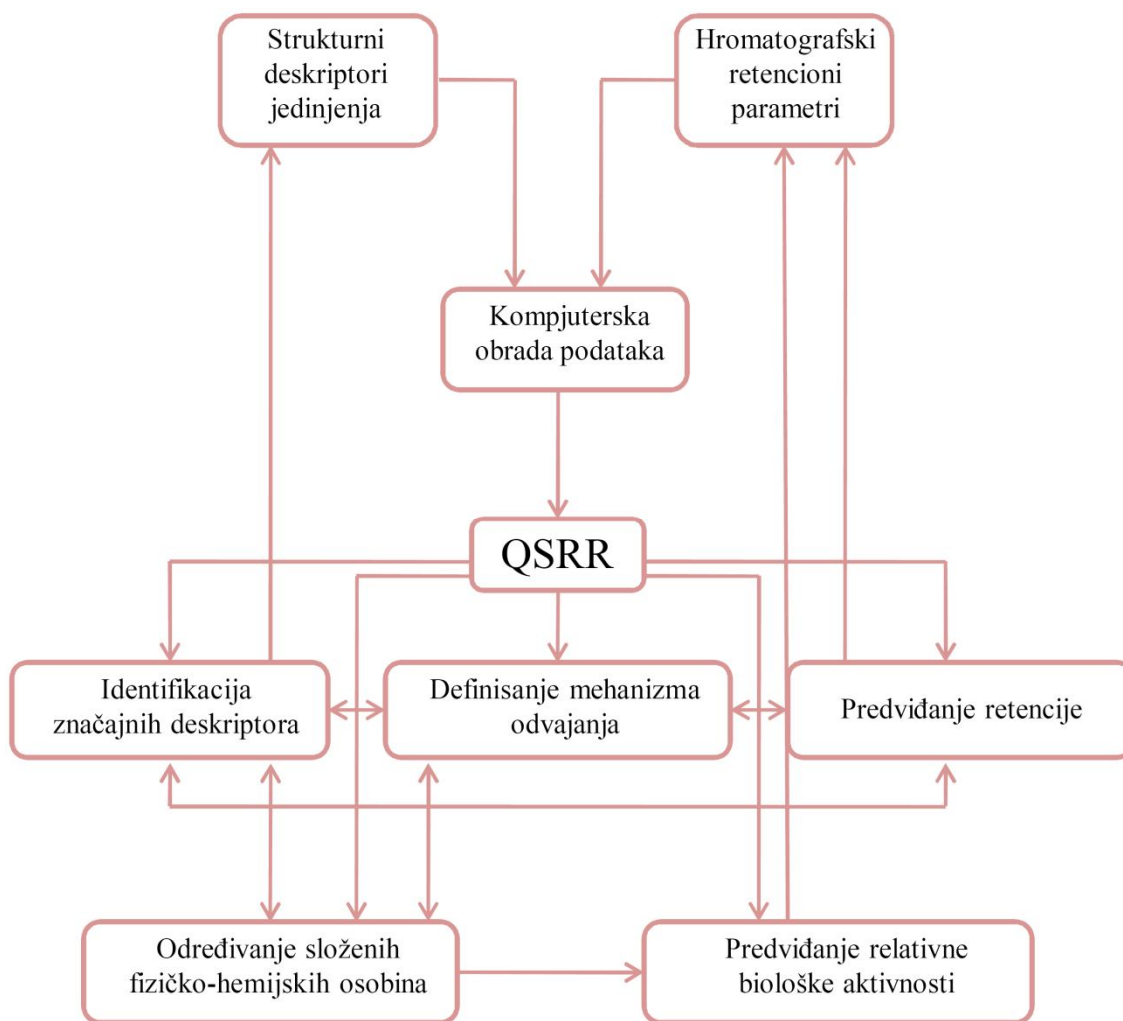 Strukturni
deskriptori
jedinjenja
Hromatografski
retencioni
parametri
Kompjuterska
obrada podataka
QSRR
Identifikacija
značajnih deskriptora
Definisanje mehanizma
odvajanja
Predviđanje retencije
Određivanje složenih
fizičko-hemijskih osobina
Predviđanje relativne
biološke aktivnosti